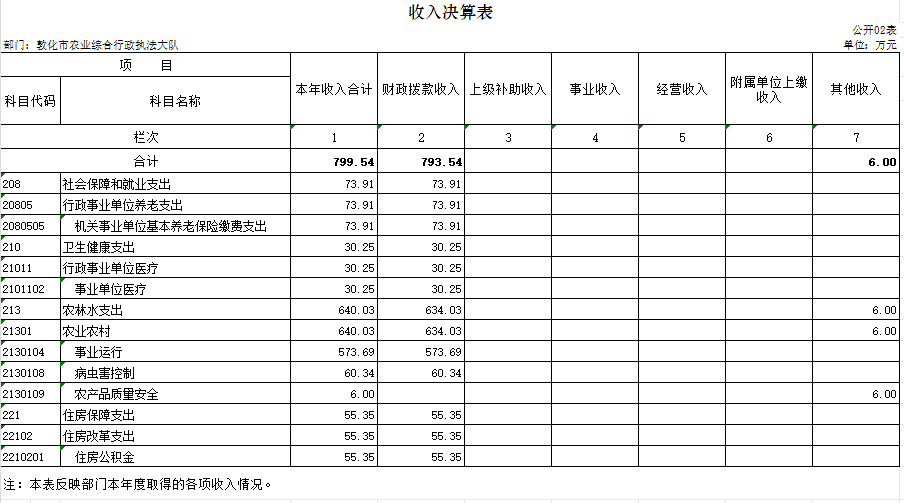 收入决算表
公开02表
部门：敦化市农业综合行政执法大队 单位：万元
项 目 本年收入合计 财政拨款收入 上级补助收入 事业收入 经营收入 附属单位上缴收入 其他收入
科目代码 科目名称
栏次 1 2 3 4 5 6 7
合计 799.54 793.54 6.00
208 社会保障和就业支出 73.91 73.91
20805 行政事业单位养老支出 73.91 73.91
2080505 机关事业单位基本养老保险缴费支出 73.91 73.91
210 卫生健康支出 30.25 30.25
21011 行政事业单位医疗 30.25 30.25
2101102 事业单位医疗 30.25 30.25
213 农林水支出 640.03 634.03 6.00
21301 农业农村 640.03 634.03 6.00
2130104 事业运行 573.69 573.69
2130108 病虫害控制 60.34 60.34
2130109 农产品质量安全 6.00 6.00
221 住房保障支出 55.35 55.35
22102 住房改革支出 55.35 55.35
2210201 住房公积金 55.35 55.35
注：本表反映部门本年度取得的各项收入情况。